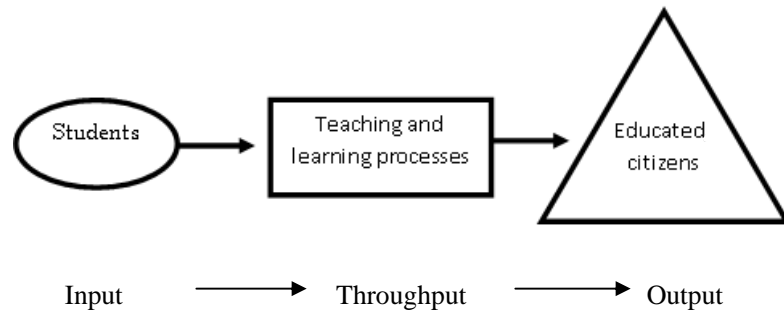 Students
Teaching and
learning processes
Educated
citizens
Input
Throughput
Output